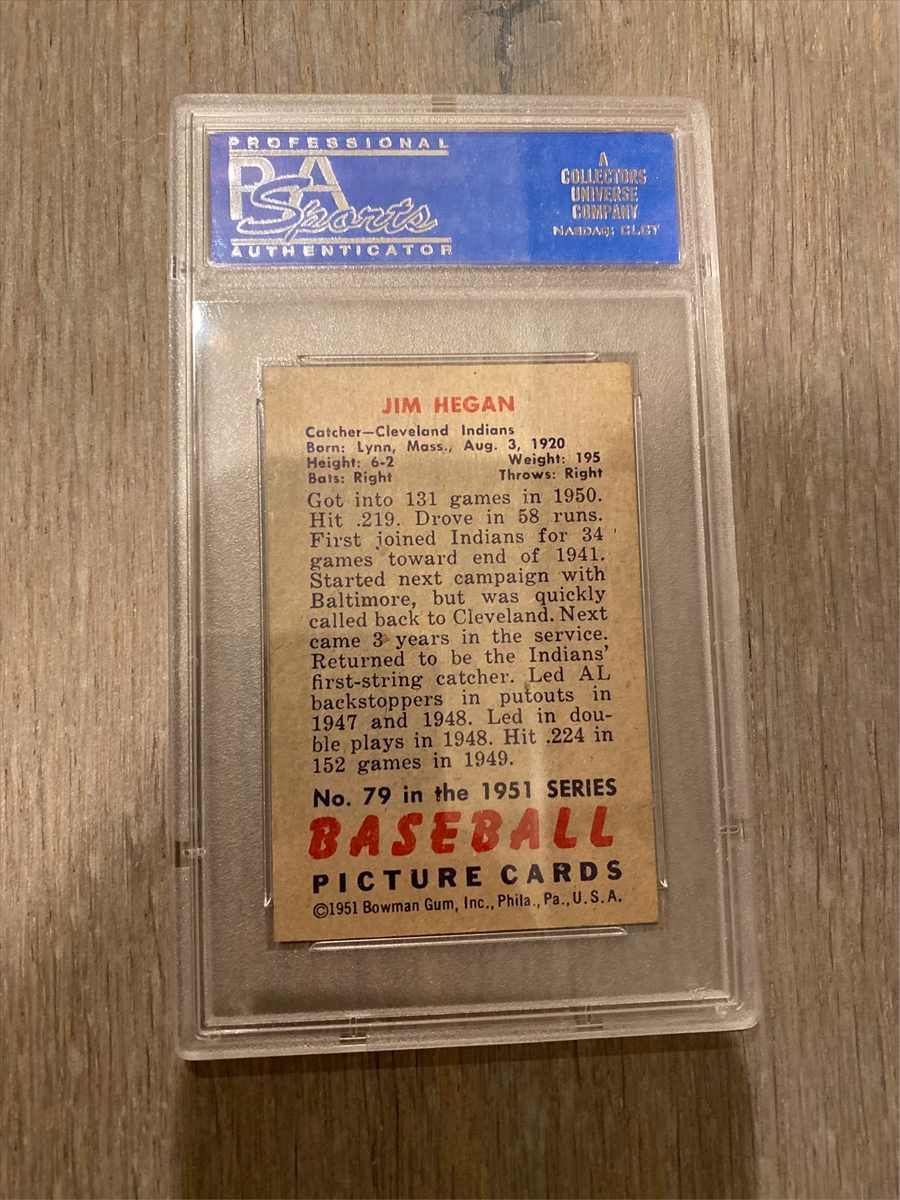 PROFESSIONAL
PSA
Sports
AUTHENTICATOR
A
COLLECTORS
UNIVERSE
COMPANY
NASDAQ: CLCT
JIM HEGAN
Catcher—Cleveland Indians
Born: Lynn, Mass., Aug. 3, 1920
Height: 6-2 Weight: 195
Bats: Right Throws: Right
Got into 131 games in 1950.
Hit .219. Drove in 58 runs.
First joined Indians for 34
games toward end of 1941.
Started next campaign with
Baltimore, but was quickly
called back to Cleveland. Next
came 3 years in the service.
Returned to be the Indians'
first-string catcher. Led AL
backstoppers in putouts in
1947 and 1948. Led in dou-
ble plays in 1948. Hit .224 in
152 games in 1949.
No. 79 in the 1951 SERIES
BASEBALL
PICTURE CARDS
©1951 Bowman Gum, Inc., Phila., Pa., U.S.A.